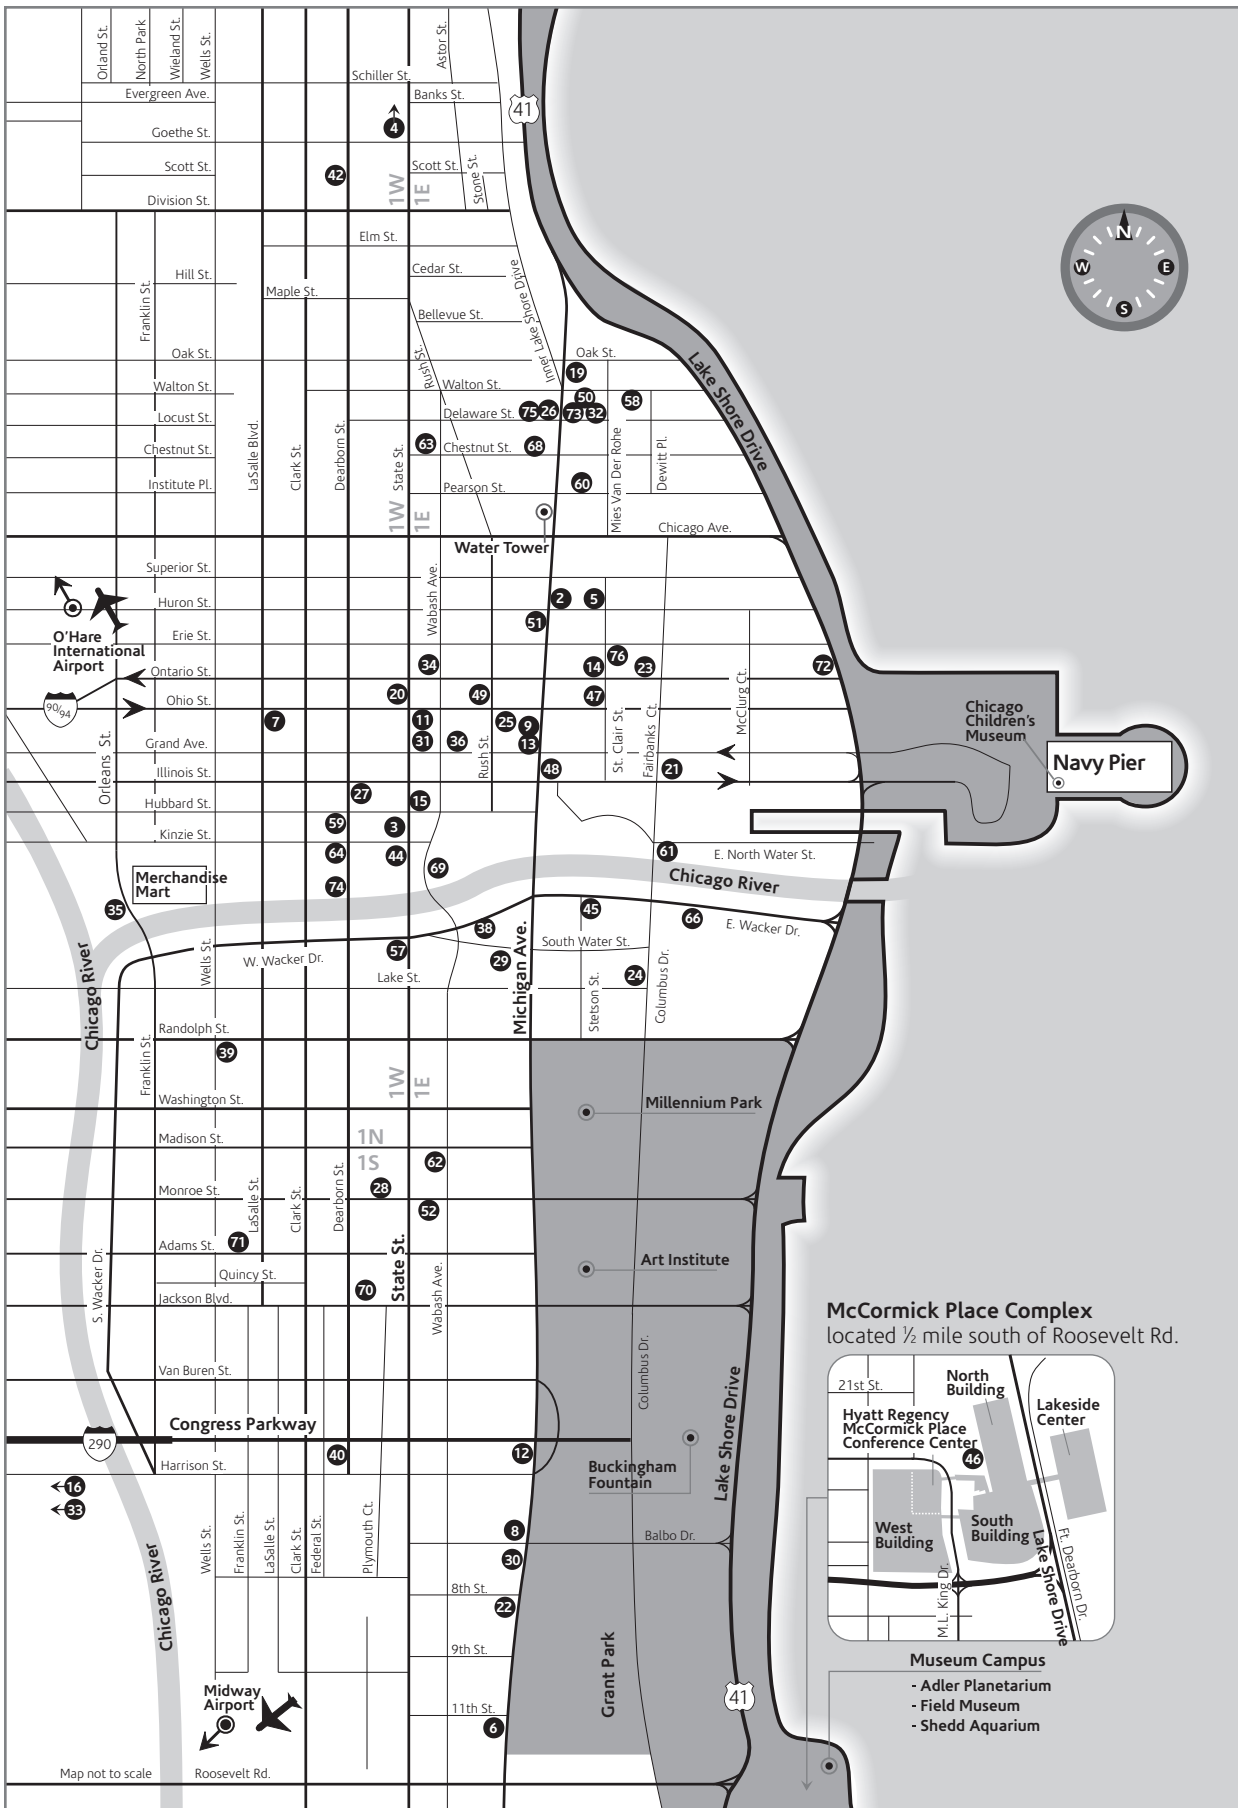 Orland St.
North Park
Wieland St.
Wells St.
Astor St.
Schiller St.
Evergreen Ave.
Banks St.
41
4
Goethe St.
Scott St.
42
Scott St.
Stone St.
1W
1E
Division St.
Elm St.
N
W
E
S
Hill St.
Cedar St.
Maple St.
Franklin St.
Bellevue St.
Inner Lake Shore Drive
Oak St.
Rush St.
Oak St.
Lake Shore Drive
19
Walton St.
Walton St.
50
58
Locust St.
Delaware St.
75
26
73
32
LaSalle Blvd.
Clark St.
Dearborn St.
State St.
63
Chestnut St.
Chestnut St.
68
Mies Van Der Rohe
Dewitt Pl.
Institute Pl.
Pearson St.
60
1W
1E
Chicago Ave.
Water Tower
Superior St.
Wabash Ave.
Huron St.
2
5
51
O'Hare
International
Airport
Erie St.
34
14
76
23
72
Ontario St.
90/94
Ohio St.
20
49
47
7
11
25
9
St. Clair St.
Fairbanks Ct.
McClurg Ct.
Chicago
Children's
Museum
Orleans St.
Grand Ave.
31
36
Rush St.
13
Navy Pier
Illinois St.
48
21
27
15
Hubbard St.
59
3
Kinzie St.
64
44
61
E. North Water St.
Merchandise
Mart
74
69
Chicago River
35
45
66
E. Wacker Dr.
38
South Water St.
57
29
Michigan Ave.
Wells St.
W. Wacker Dr.
Lake St.
24
Stetson St.
Columbus Dr.
Chicago River
Randolph St.
39
Franklin St.
1W
1E
Washington St.
Millennium Park
Madison St.
1N
1S
62
Monroe St.
LaSalle St.
Clark St.
Dearborn St.
28
52
Adams St.
71
State St.
Art Institute
S. Wacker Dr.
Quincy St.
70
Wabash Ave.
Jackson Blvd.
McCormick Place Complex
located ½ mile south of Roosevelt Rd.
Van Buren St.
Columbus Dr.
Lake Shore Drive
21st St.
North
Building
Lakeside
Center
Hyatt Regency
McCormick Place
Conference Center
46
West
Building
South
Building
Lake Shore Drive
Ft. Dearborn Dr.
M.L. King Dr.
Congress Parkway
290
40
12
Harrison St.
Buckingham
Fountain
16
33
Wells St.
Franklin St.
LaSalle St.
Clark St.
Federal St.
Plymouth Ct.
8
Balbo Dr.
30
Chicago River
8th St.
22
9th St.
Grant Park
Museum Campus
- Adler Planetarium
- Field Museum
- Shedd Aquarium
Midway
Airport
11th St.
6
41
Map not to scale
Roosevelt Rd.